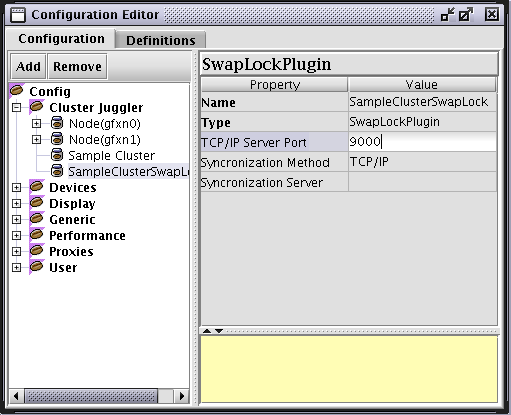 Configuration Editor
Configuration Definitions
Add Remove
Config
Cluster Juggler
Node(gfxn0)
Node(gfxn1)
Sample Cluster
SampleClusterSwapL
Devices
Display
Generic
Performance
Proxies
User
SwapLockPlugin
Property Value
Name SampleClusterSwapLock
Type SwapLockPlugin
TCP/IP Server Port 9000
Syncronization Method TCP/IP
Syncronization Server